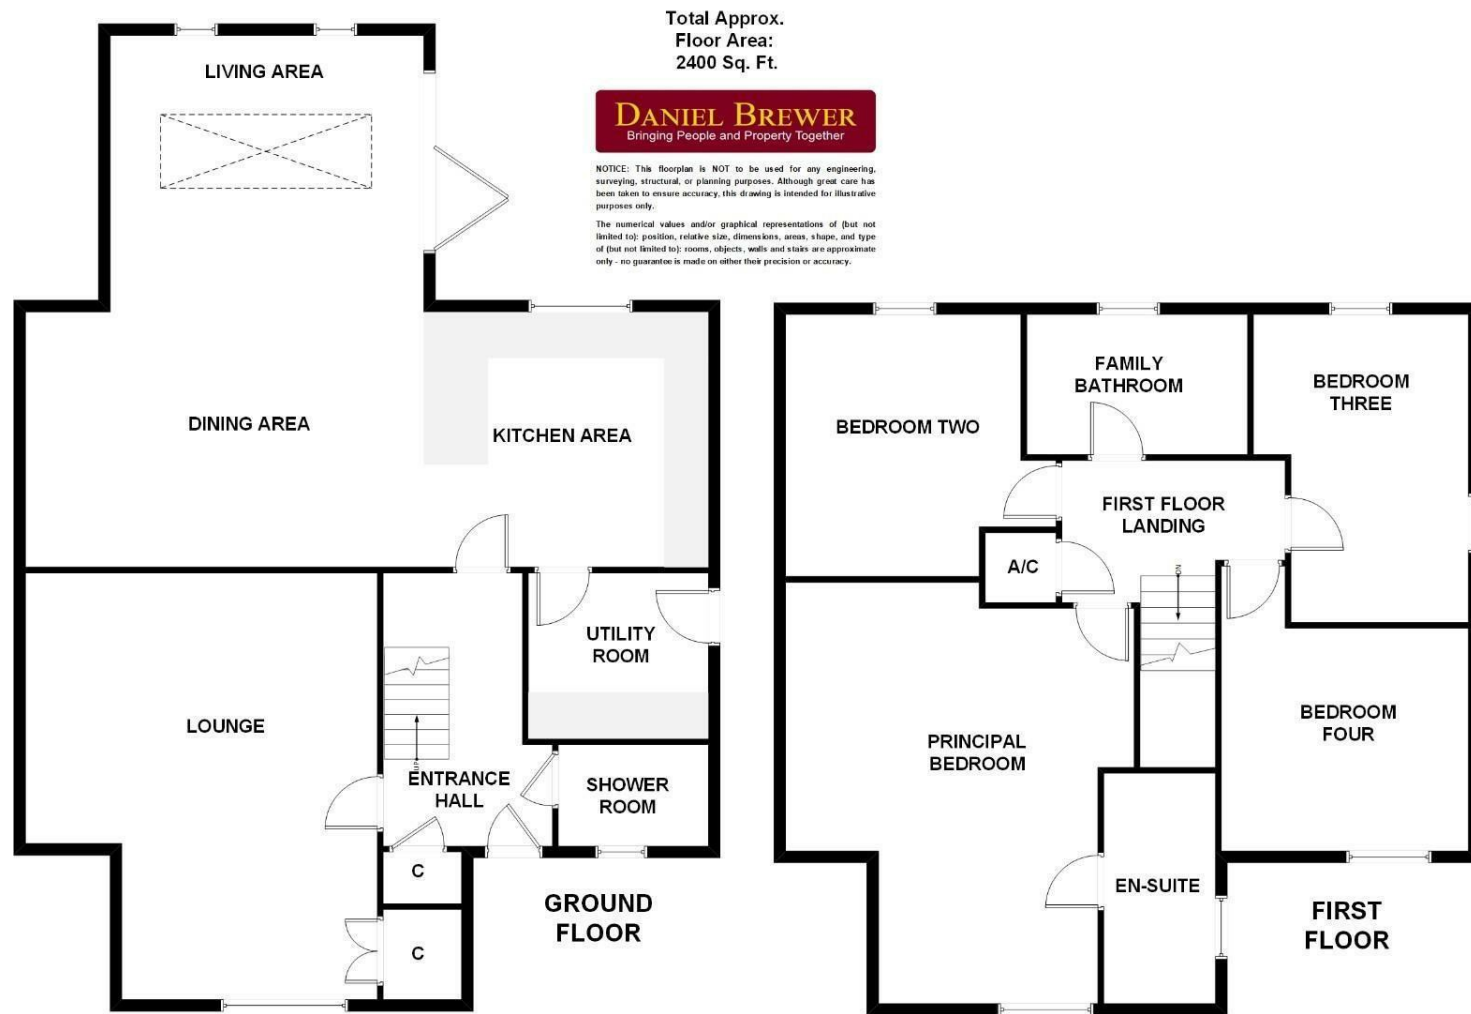 Total Approx.
Floor Area:
2400 Sq. Ft.
DANIEL BREWER
Bringing People and Property Together
NOTICE: This floorplan is NOT to be used for any engineering,
surveying, structural, or planning purposes. Although great care has
been taken to ensure accuracy, this drawing is intended for illustrative
purposes only.
The numerical values and/or graphical representations of (but not
limited to): position, relative size, dimensions, areas, shape, and type
of (but not limited to): rooms, objects, walls and stairs are approximate
only - no guarantee is made on either their precision or accuracy.
LIVING AREA
DINING AREA
KITCHEN AREA
UTILITY
ROOM
LOUNGE
UP
ENTRANCE
HALL
SHOWER
ROOM
C
C
GROUND
FLOOR
BEDROOM TWO
FAMILY
BATHROOM
BEDROOM
THREE
FIRST FLOOR
LANDING
A/C
DN
PRINCIPAL
BEDROOM
BEDROOM
FOUR
EN-SUITE
FIRST
FLOOR